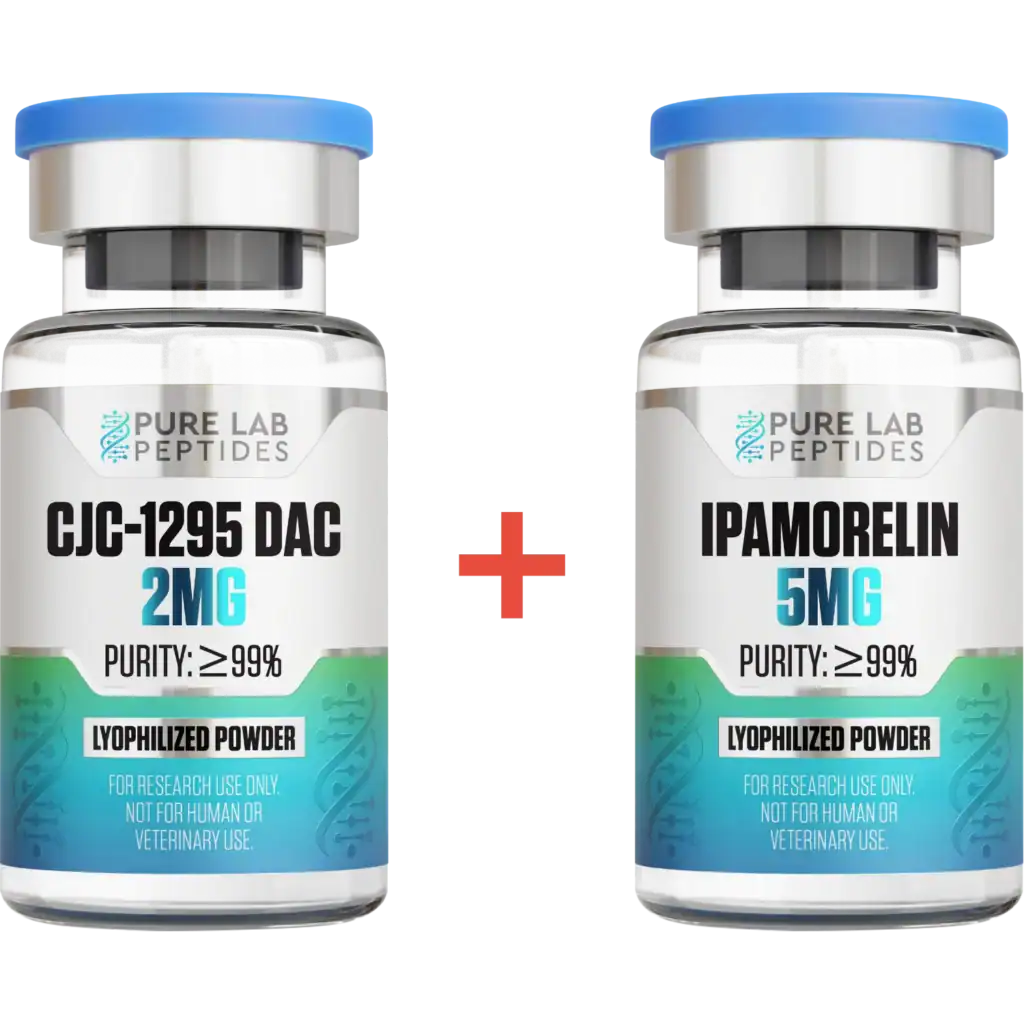 PURE LAB
PEPTIDES
CJC-1295 DAC
2MG
PURITY: ≥99%
LYOPHILIZED POWDER
FOR RESEARCH USE ONLY.
NOT FOR HUMAN OR
VETERINARY USE.
+
PURE LAB
PEPTIDES
IPAMORELIN
5MG
PURITY: ≥99%
LYOPHILIZED POWDER
FOR RESEARCH USE ONLY.
NOT FOR HUMAN OR
VETERINARY USE.